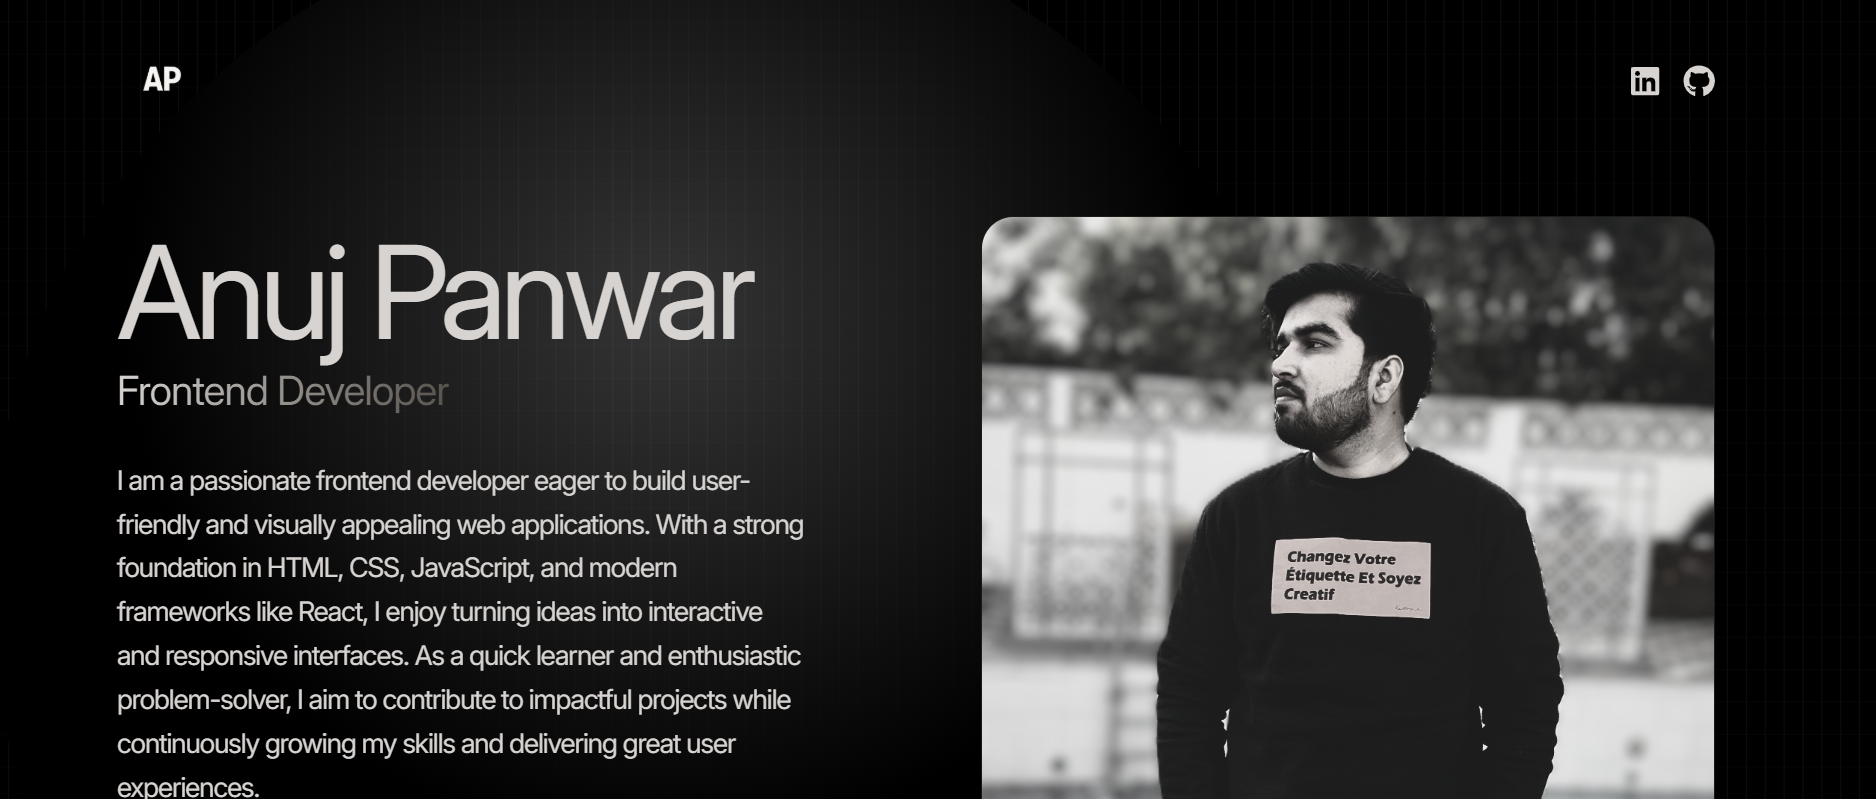 AP
in
Anuj Panwar
Frontend Developer
I am a passionate frontend developer eager to build user-
friendly and visually appealing web applications. With a strong
foundation in HTML, CSS, JavaScript, and modern
frameworks like React, I enjoy turning ideas into interactive
and responsive interfaces. As a quick learner and enthusiastic
problem-solver, I aim to contribute to impactful projects while
continuously growing my skills and delivering great user
experiences.
Changez Votre
Étiquette Et Soyez
Creatif